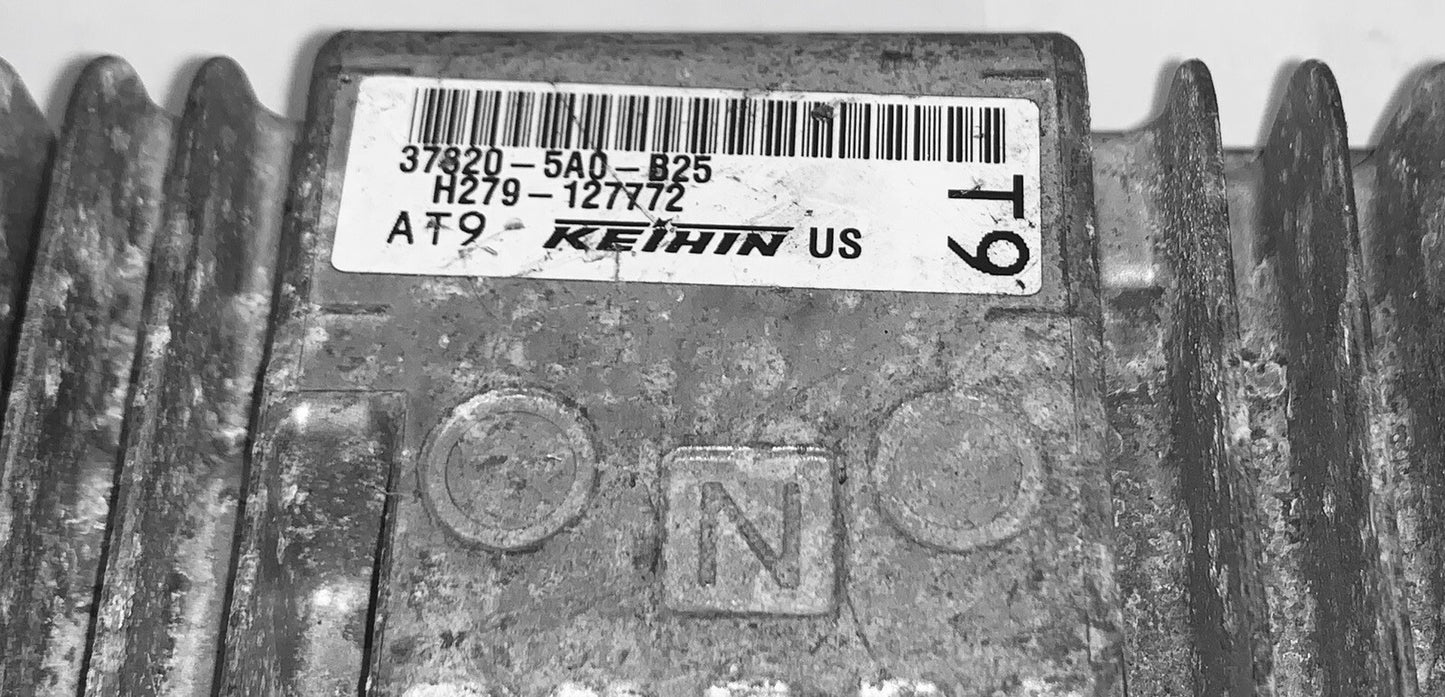 37820-5A0-B25
H279-127772
AT9 KEIHIN US
T9
N